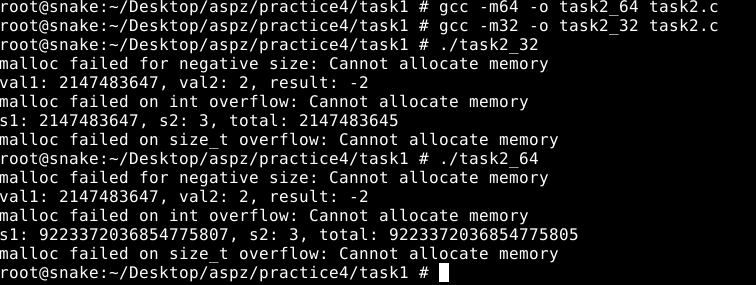 root@snake:~/Desktop/aspz/practice4/task1 # gcc -m64 -o task2_64 task2.c
root@snake:~/Desktop/aspz/practice4/task1 # gcc -m32 -o task2_32 task2.c
root@snake:~/Desktop/aspz/practice4/task1 # ./task2_32
malloc failed for negative size: Cannot allocate memory
val1: 2147483647, val2: 2, result: -2
malloc failed on int overflow: Cannot allocate memory
s1: 2147483647, s2: 3, total: 2147483645
malloc failed on size_t overflow: Cannot allocate memory
root@snake:~/Desktop/aspz/practice4/task1 # ./task2_64
malloc failed for negative size: Cannot allocate memory
val1: 2147483647, val2: 2, result: -2
malloc failed on int overflow: Cannot allocate memory
s1: 9223372036854775807, s2: 3, total: 9223372036854775805
malloc failed on size_t overflow: Cannot allocate memory
root@snake:~/Desktop/aspz/practice4/task1 #